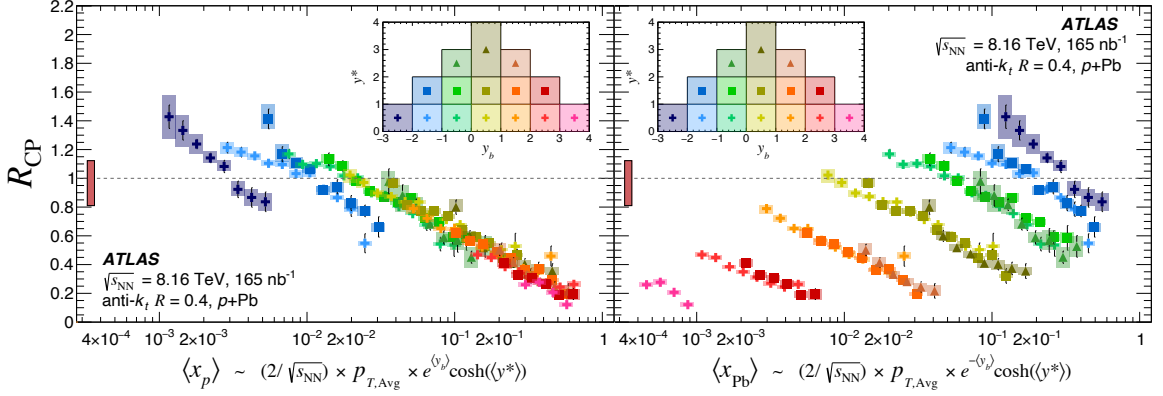 R_CP
2.2
2
1.8
1.6
1.4
1.2
1
0.8
0.6
0.4
0.2
0
y*
4
3
2
1
0
−3 −2 −1 0 1 2 3 4
y_b
ATLAS
√s_NN = 8.16 TeV, 165 nb⁻¹
anti-k_t R = 0.4, p+Pb
4×10⁻⁴ 10⁻³ 2×10⁻³ 10⁻² 2×10⁻² 10⁻¹ 2×10⁻¹ 1
⟨x_p⟩ ~ (2/√s_NN) × p_T,Avg × e^⟨y_b⟩ cosh(⟨y*⟩)
y*
4
3
2
1
0
−3 −2 −1 0 1 2 3 4
y_b
ATLAS
√s_NN = 8.16 TeV, 165 nb⁻¹
anti-k_t R = 0.4, p+Pb
4×10⁻⁴ 10⁻³ 2×10⁻³ 10⁻² 2×10⁻² 10⁻¹ 2×10⁻¹ 1
⟨x_Pb⟩ ~ (2/√s_NN) × p_T,Avg × e^−⟨y_b⟩ cosh(⟨y*⟩)